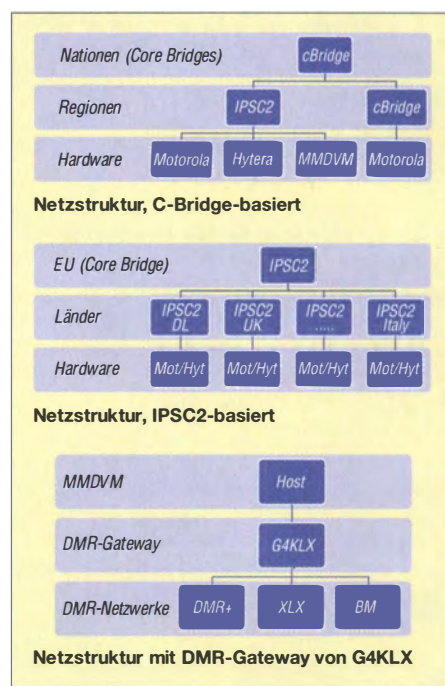 Nationen (Core Bridges) cBridge
Regionen IPSC2 cBridge
Hardware Motorola Hytera MMDVM Motorola
Netzstruktur, C-Bridge-basiert
EU (Core Bridge) IPSC2
Länder IPSC2 DL IPSC2 UK IPSC2 ..... IPSC2 Italy
Hardware Mot/Hyt Mot/Hyt Mot/Hyt Mot/Hyt
Netzstruktur, IPSC2-basiert
MMDVM Host
DMR-Gateway G4KLX
DMR-Netzwerke DMR+ XLX BM
Netzstruktur mit DMR-Gateway von G4KLX